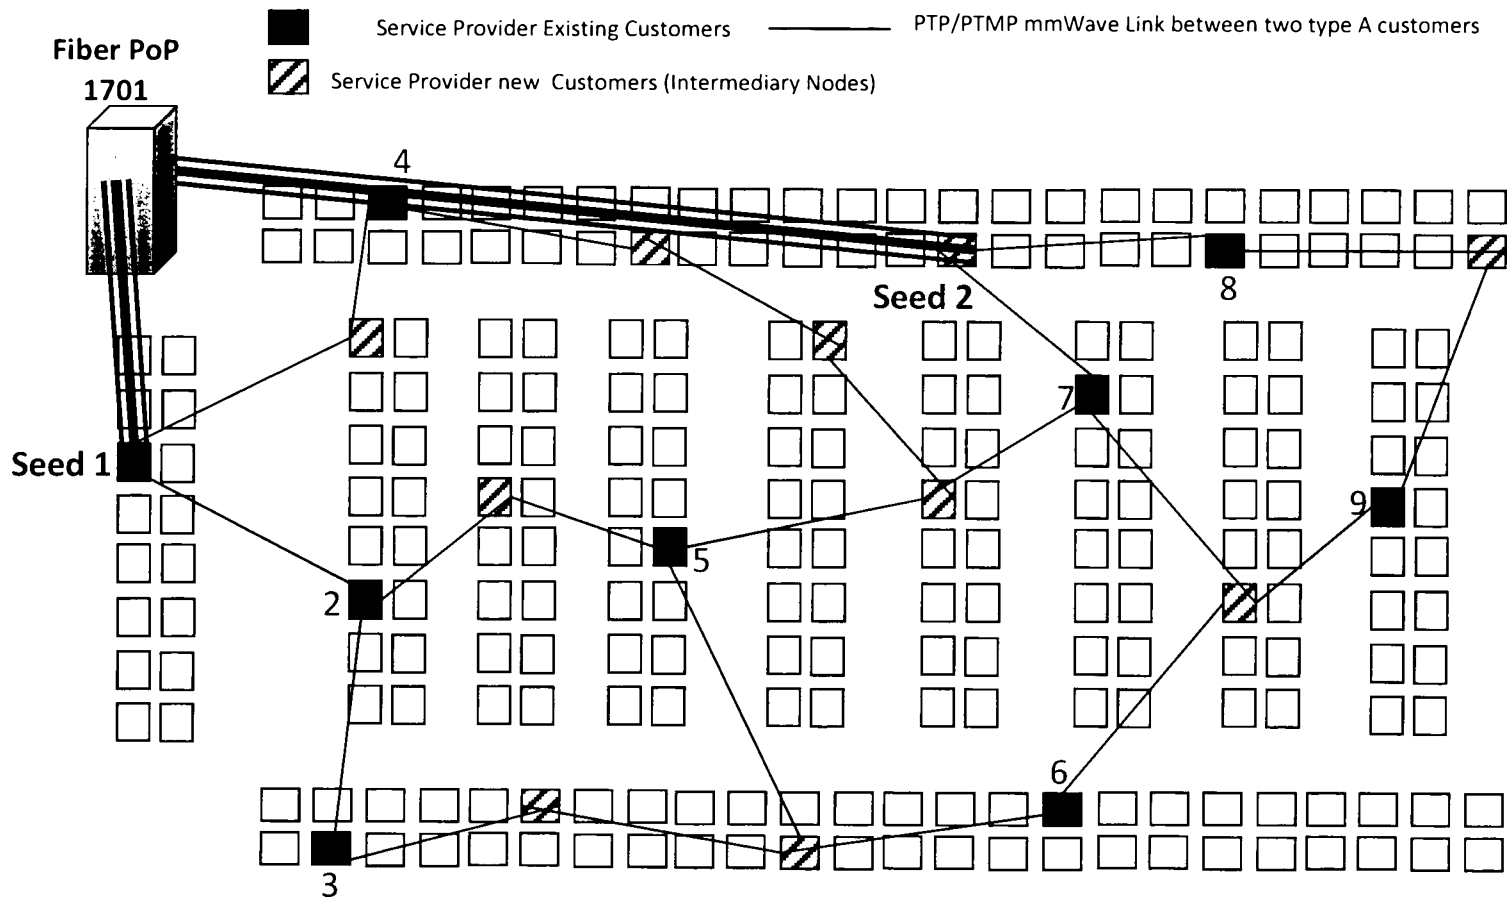 Service Provider Existing Customers
PTP/PTMP mmWave Link between two type A customers
Fiber PoP
1701
Service Provider new Customers (Intermediary Nodes)
4
Seed 2
8
7
Seed 1
9
5
2
6
3